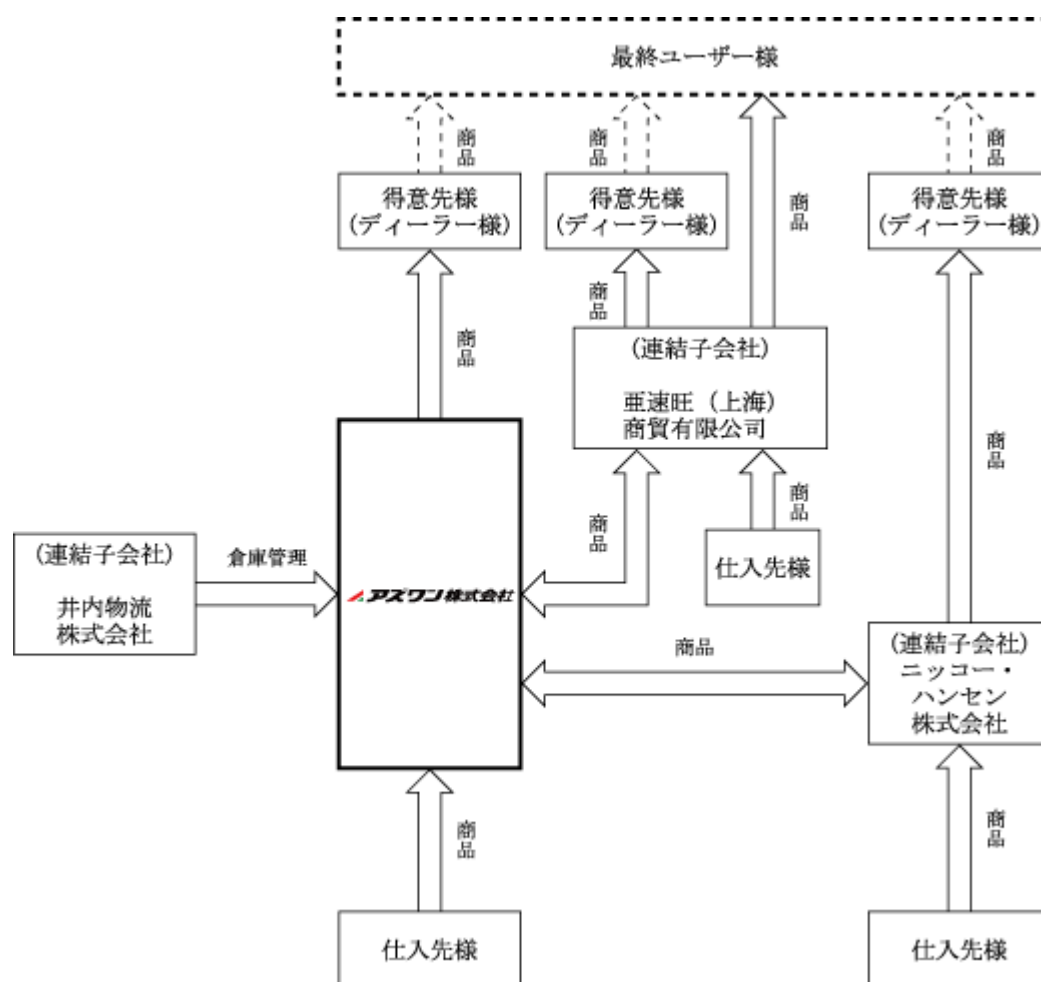 最終ユーザー様
商品
商品
商品
得意先様
(ディーラー様)
得意先様
(ディーラー様)
得意先様
(ディーラー様)
商品
商品
商品
(連結子会社)
亜速旺（上海）
商貿有限公司
商品
商品
商品
仕入先様
(連結子会社)
井内物流
株式会社
倉庫管理
アズワン株式会社
商品
(連結子会社)
ニッコー・
ハンセン
株式会社
商品
商品
仕入先様
仕入先様